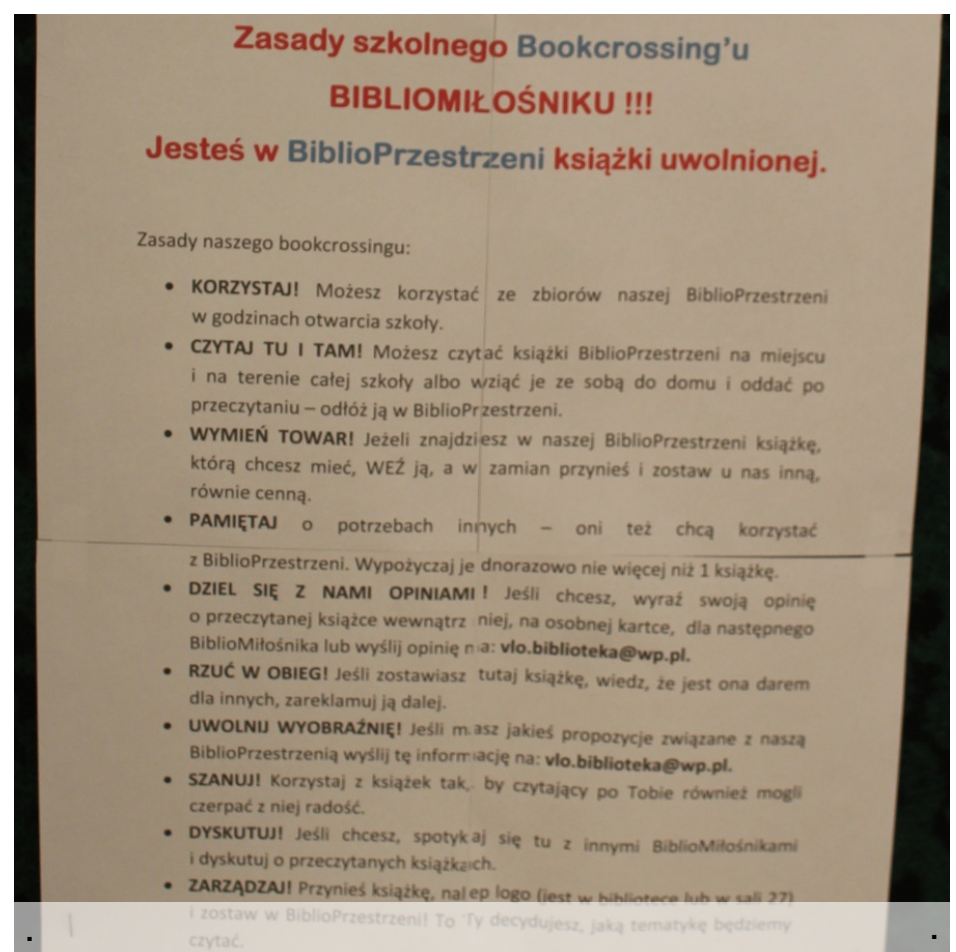 Zasady szkolnego Bookcrossing'u
BIBLIOMIŁOŚNIKU !!!
Jesteś w BiblioPrzestrzeni książki uwolnionej.
Zasady naszego bookcrossingu:
• KORZYSTAJ! Możesz korzystać ze zbiorów naszej BiblioPrzestrzeni
w godzinach otwarcia szkoły.
• CZYTAJ TU I TAM! Możesz czytać książki BiblioPrzestrzeni na miejscu
i na terenie całej szkoły albo wziąć je ze sobą do domu i oddać po
przeczytaniu – odłóż ją w BiblioPrzestrzeni.
• WYMIEŃ TOWAR! Jeżeli znajdziesz w naszej BiblioPrzestrzeni książkę,
którą chcesz mieć, WEŹ ją, a w zamian przynieś i zostaw u nas inną,
równie cenną.
• PAMIĘTAJ o potrzebach innych – oni też chcą korzystać
z BiblioPrzestrzeni. Wypożyczaj jednorazowo nie więcej niż 1 książkę.
• DZIEL SIĘ Z NAMI OPINIAMI ! Jeśli chcesz, wyraź swoją opinię
o przeczytanej książce wewnątrz niej, na osobnej kartce, dla następnego
BiblioMiłośnika lub wyślij opinię na: vlo.biblioteka@wp.pl.
• RZUĆ W OBIEG! Jeśli zostawiasz tutaj książkę, wiedz, że jest ona darem
dla innych, zareklamuj ją dalej.
• UWOLNIJ WYOBRAŹNIĘ! Jeśli masz jakieś propozycje związane z naszą
BiblioPrzestrzenią wyślij tę informację na: vlo.biblioteka@wp.pl.
• SZANUJ! Korzystaj z książek tak, by czytający po Tobie również mogli
czerpać z niej radość.
• DYSKUTUJ! Jeśli chcesz, spotykaj się tu z innymi BiblioMiłośnikami
i dyskutuj o przeczytanych książkach.
• ZARZĄDZAJ! Przynieś książkę, nalep logo (jest w bibliotece lub w sali 27)
i zostaw w BiblioPrzestrzeni! To Ty decydujesz, jaką tematykę będziemy
czytać.